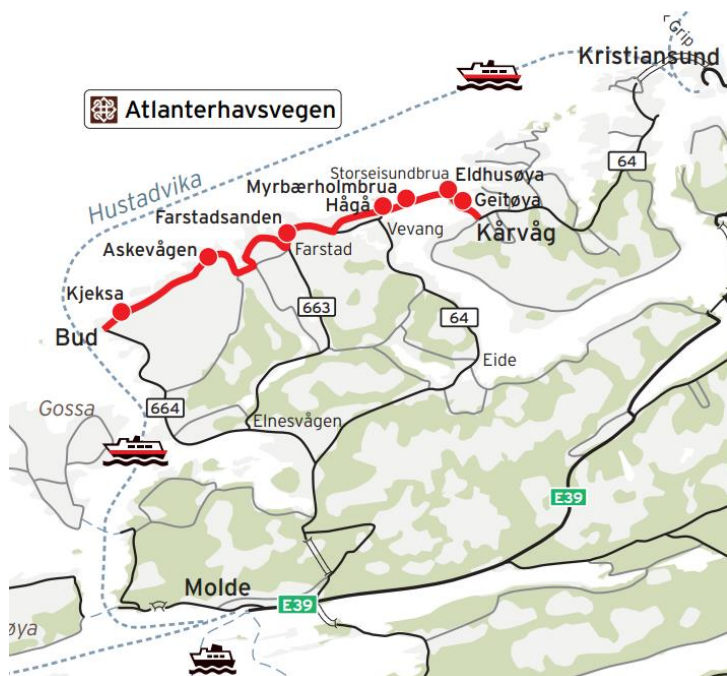 Grip
Kristiansund
Atlanterhavsvegen
64
Hustadvika
Storseisundbrua
Eldhusøya
Myrbærholmbrua
Hågå
Geitøya
Farstadsanden
Vevang
Kårvåg
Askevågen
Farstad
Kjeksa
663
64
Bud
Eide
Gossa
664
Elnesvågen
E39
Molde
E39
øya